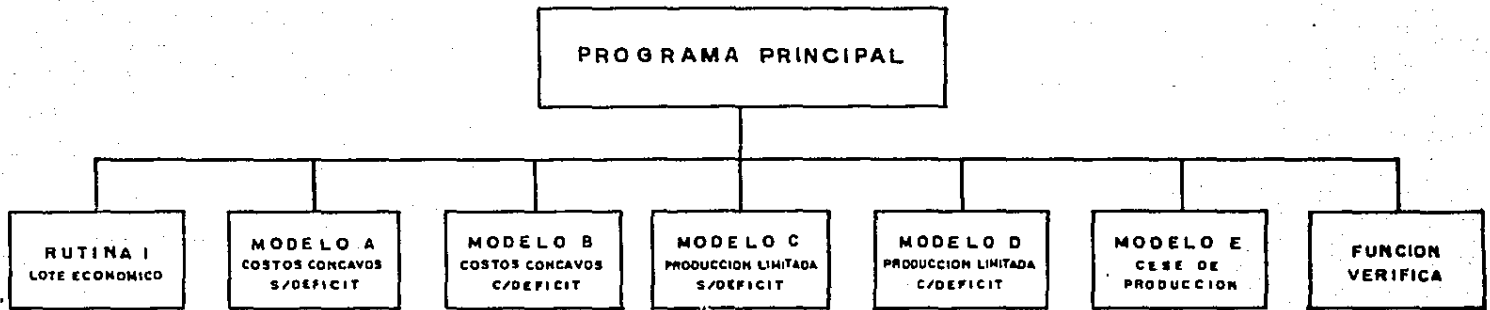 PROGRAMA PRINCIPAL
RUTINA I
LOTE ECONOMICO
MODELO A
COSTOS CONCAVOS
S/DEFICIT
MODELO B
COSTOS CONCAVOS
C/DEFICIT
MODELO C
PRODUCCION LIMITADA
S/DEFICIT
MODELO D
PRODUCCION LIMITADA
C/DEFICIT
MODELO E
CESE DE
PRODUCCION
FUNCION
VERIFICA